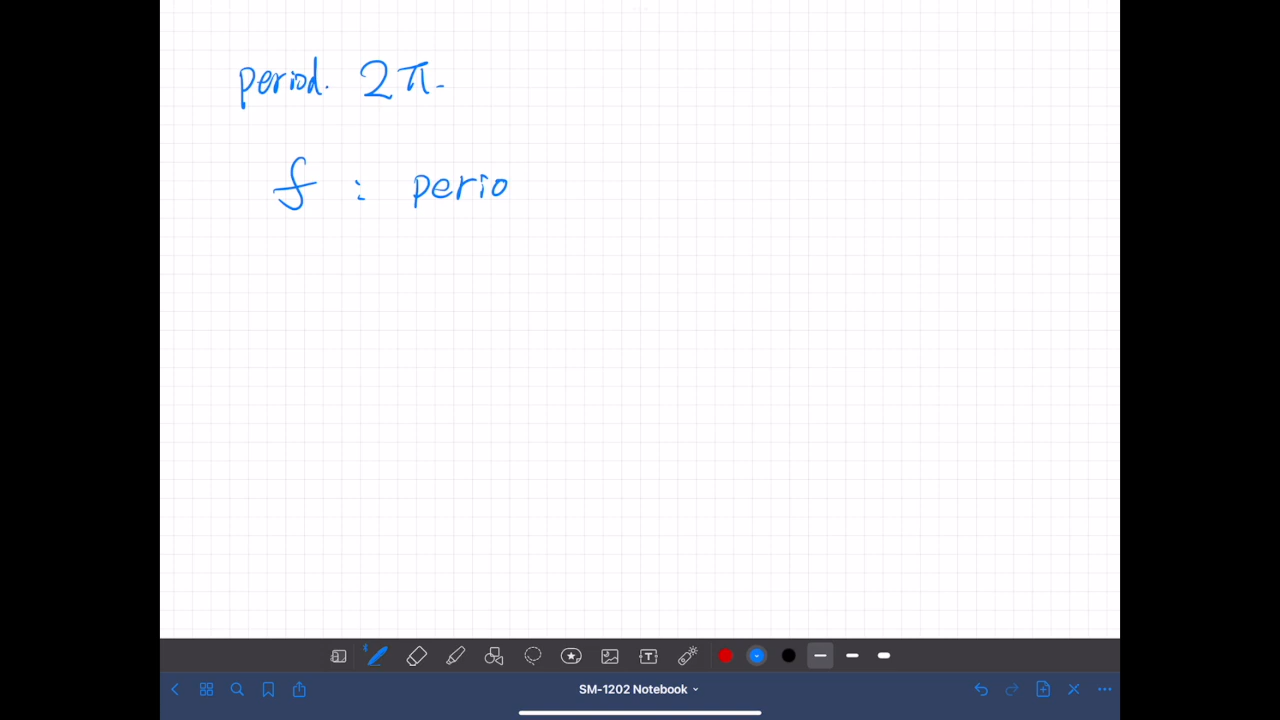 period. 2π.
f : perio
SM-1202 Notebook